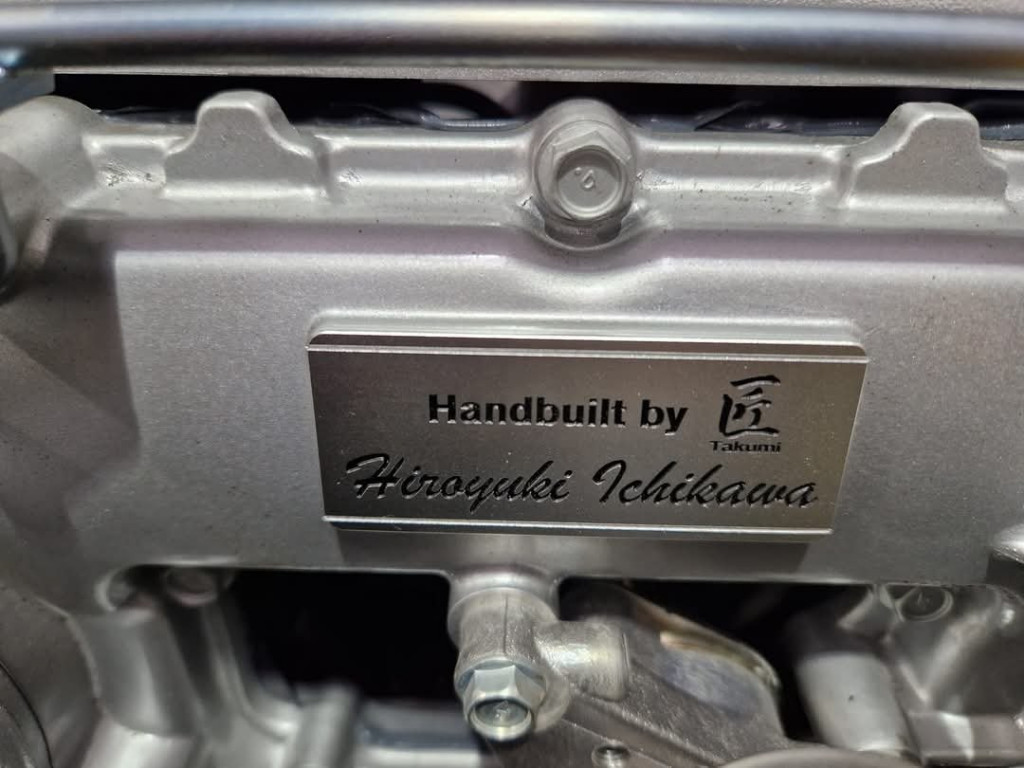 Handbuilt by 匠
Takumi
Hiroyuki Ichikawa